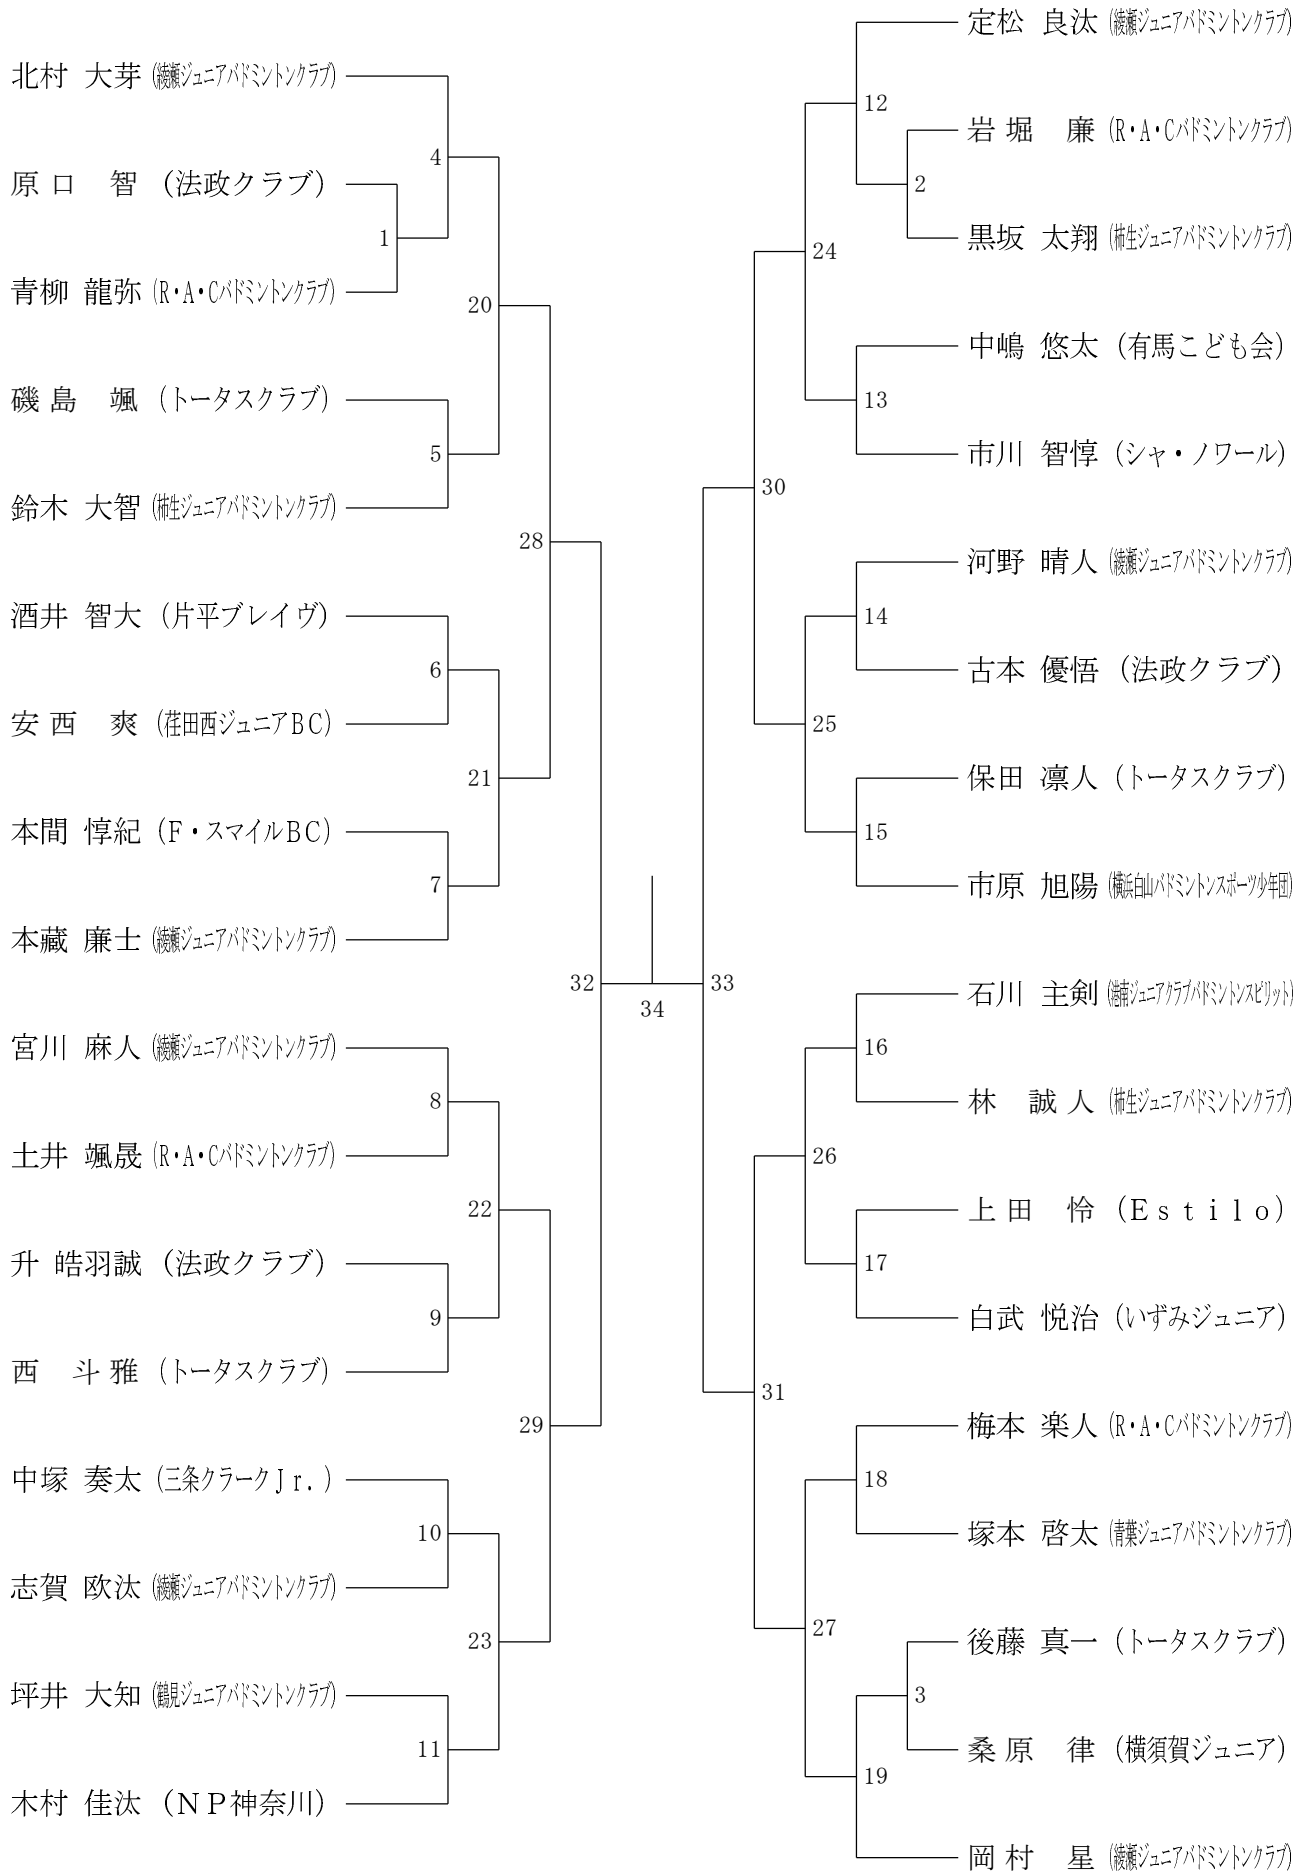 北村 大芽 (綾瀬ジュニアバドミントンクラブ)
原口 智 (法政クラブ)
青柳 龍弥 (R・A・Cバドミントンクラブ)
磯島 颯 (トータスクラブ)
鈴木 大智 (柿生ジュニアバドミントンクラブ)
酒井 智大 (片平ブレイヴ)
安西 爽 (荏田西ジュニアBC)
本間 惇紀 (F・スマイルBC)
本藏 廉士 (綾瀬ジュニアバドミントンクラブ)
宮川 麻人 (綾瀬ジュニアバドミントンクラブ)
土井 颯晟 (R・A・Cバドミントンクラブ)
升 皓羽誠 (法政クラブ)
西 斗雅 (トータスクラブ)
中塚 奏太 (三条クラークJr.)
志賀 欧汰 (綾瀬ジュニアバドミントンクラブ)
坪井 大知 (鶴見ジュニアバドミントンクラブ)
木村 佳汰 (NP神奈川)
1
4
5
6
7
8
9
10
11
20
21
22
23
28
29
32
34
33
30
31
24
25
26
27
12
13
14
15
16
17
18
19
2
3
定松 良汰 (綾瀬ジュニアバドミントンクラブ)
岩堀 廉 (R・A・Cバドミントンクラブ)
黒坂 太翔 (柿生ジュニアバドミントンクラブ)
中嶋 悠太 (有馬こども会)
市川 智惇 (シャ・ノワール)
河野 晴人 (綾瀬ジュニアバドミントンクラブ)
古本 優悟 (法政クラブ)
保田 凛人 (トータスクラブ)
市原 旭陽 (横浜白山バドミントンスポーツ少年団)
石川 主剣 (港南ジュニアクラブバドミントンスピリット)
林 誠人 (柿生ジュニアバドミントンクラブ)
上田 怜 (Estilo)
白武 悦治 (いずみジュニア)
梅本 楽人 (R・A・Cバドミントンクラブ)
塚本 啓太 (青葉ジュニアバドミントンクラブ)
後藤 真一 (トータスクラブ)
桑原 律 (横須賀ジュニア)
岡村 星 (綾瀬ジュニアバドミントンクラブ)